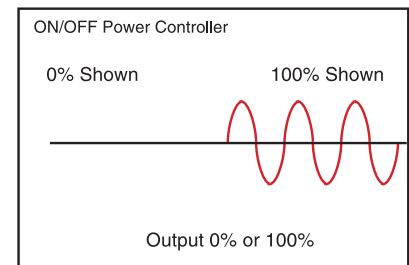 ON/OFF Power Controller
0% Shown 100% Shown
Output 0% or 100%